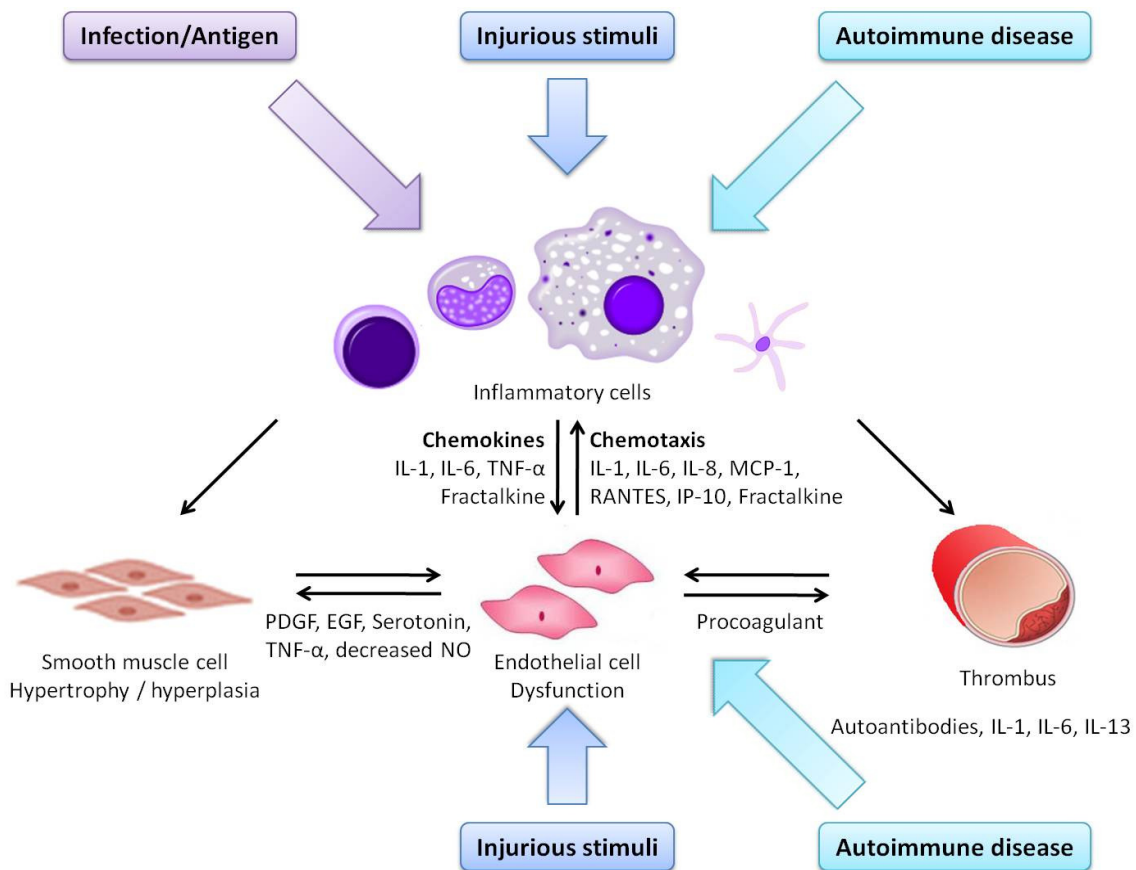 Infection/Antigen
Injurious stimuli
Autoimmune disease
Inflammatory cells
Chemokines
IL-1, IL-6, TNF-α
Fractalkine
Chemotaxis
IL-1, IL-6, IL-8, MCP-1,
RANTES, IP-10, Fractalkine
PDGF, EGF, Serotonin,
TNF-α, decreased NO
Procoagulant
Smooth muscle cell
Hypertrophy / hyperplasia
Endothelial cell
Dysfunction
Thrombus
Autoantibodies, IL-1, IL-6, IL-13
Injurious stimuli
Autoimmune disease